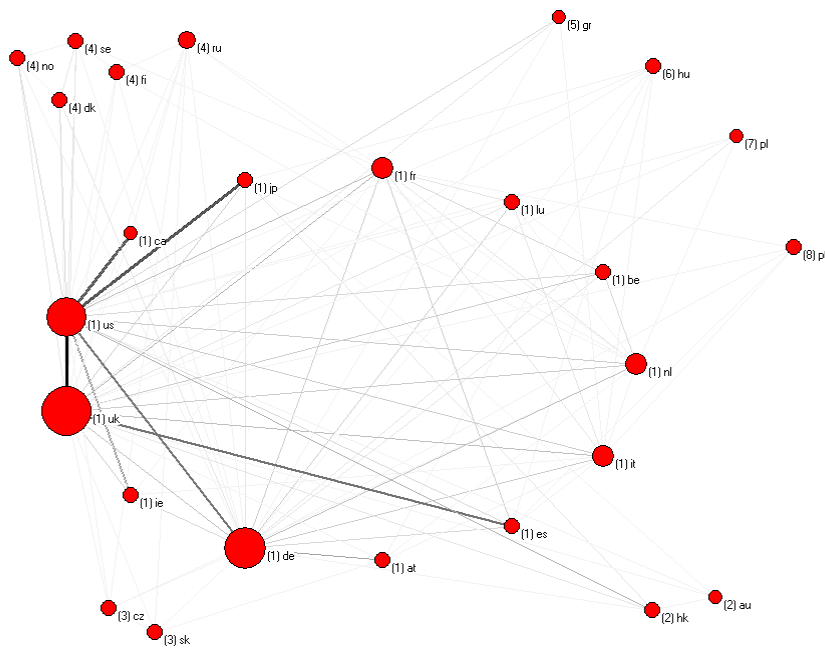 (5) gr
(4) se
(4) ru
(4) no
(4) fi
(6) hu
(4) dk
(7) pl
(1) jp
(1) fr
(1) lu
(1) ca
(8) p
(1) be
(1) us
(1) nl
(1) uk
(1) it
(1) ie
(1) es
(1) de
(1) at
(2) au
(3) cz
(2) hk
(3) sk